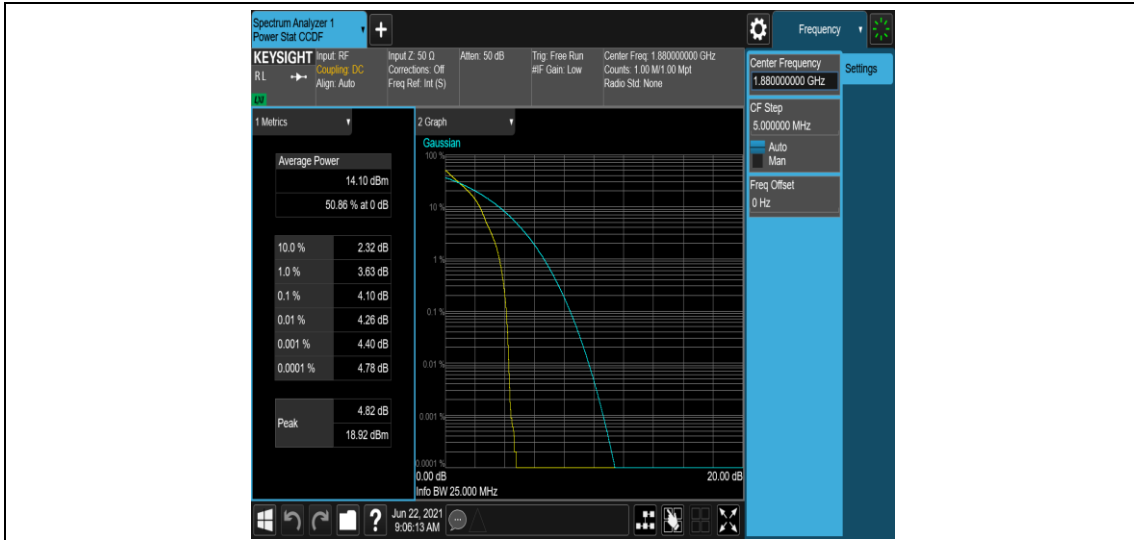 Spectrum Analyzer 1
Power Stat CCDF
Frequency
KEYSIGHT
RL
LXI
Input: RF
Coupling: DC
Align: Auto
Input Z: 50 Ω
Corrections: Off
Freq Ref: Int (S)
Atten: 50 dB
Trig: Free Run
#IF Gain: Low
Center Freq: 1.880000000 GHz
Counts: 1.00 M/1.00 Mpt
Radio Std: None
Center Frequency
1.880000000 GHz
Settings
CF Step
5.000000 MHz
Auto
Man
Freq Offset
0 Hz
1 Metrics
Average Power
14.10 dBm
50.86 % at 0 dB
10.0 % 2.32 dB
1.0 % 3.63 dB
0.1 % 4.10 dB
0.01 % 4.26 dB
0.001 % 4.40 dB
0.0001 % 4.78 dB
Peak
4.82 dB
18.92 dBm
2 Graph
Gaussian
100 %
10 %
1 %
0.1 %
0.01 %
0.001 %
0.0001 %
0.00 dB 20.00 dB
Info BW 25.000 MHz
?
Jun 22, 2021
9:06:13 AM